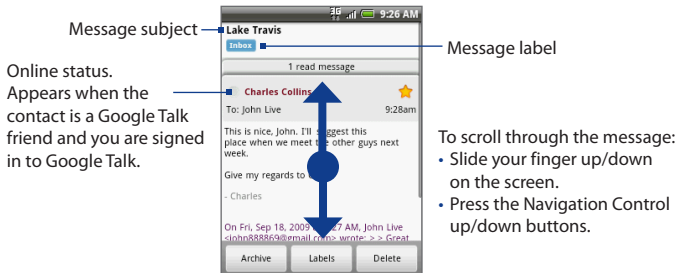 Message subject
Online status.
Appears when the
contact is a Google Talk
friend and you are signed
in to Google Talk.
3G 9:26 AM
Lake Travis
Inbox
1 read message
Charles Collins
To: John Live 9:28am
This is nice, John. I'll suggest this
place when we meet the other guys next
week.
Give my regards to
- Charles
On Fri, Sep 18, 2009 27 AM, John Live
<john888869@gmail.com> wrote: > > Great
Archive Labels Delete
Message label
To scroll through the message:
• Slide your finger up/down
on the screen.
• Press the Navigation Control
up/down buttons.